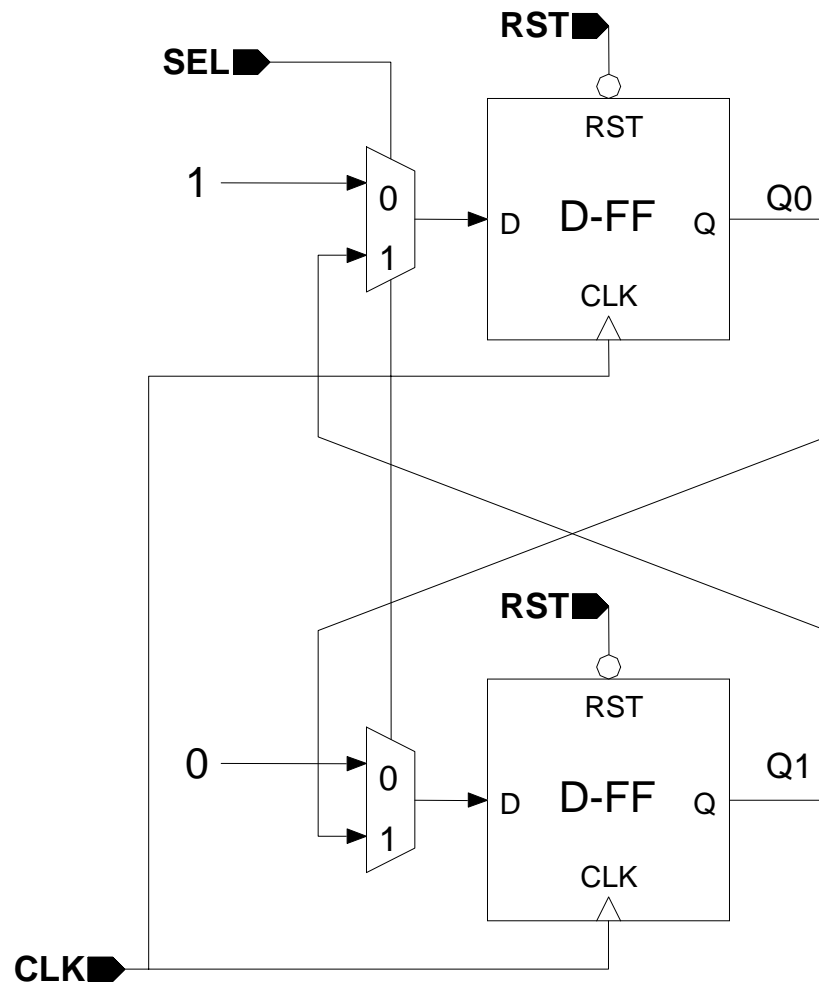 RST
SEL
RST
1
0
D-FF
Q0
D
Q
1
CLK
RST
RST
0
0
D-FF
Q1
D
Q
1
CLK
CLK